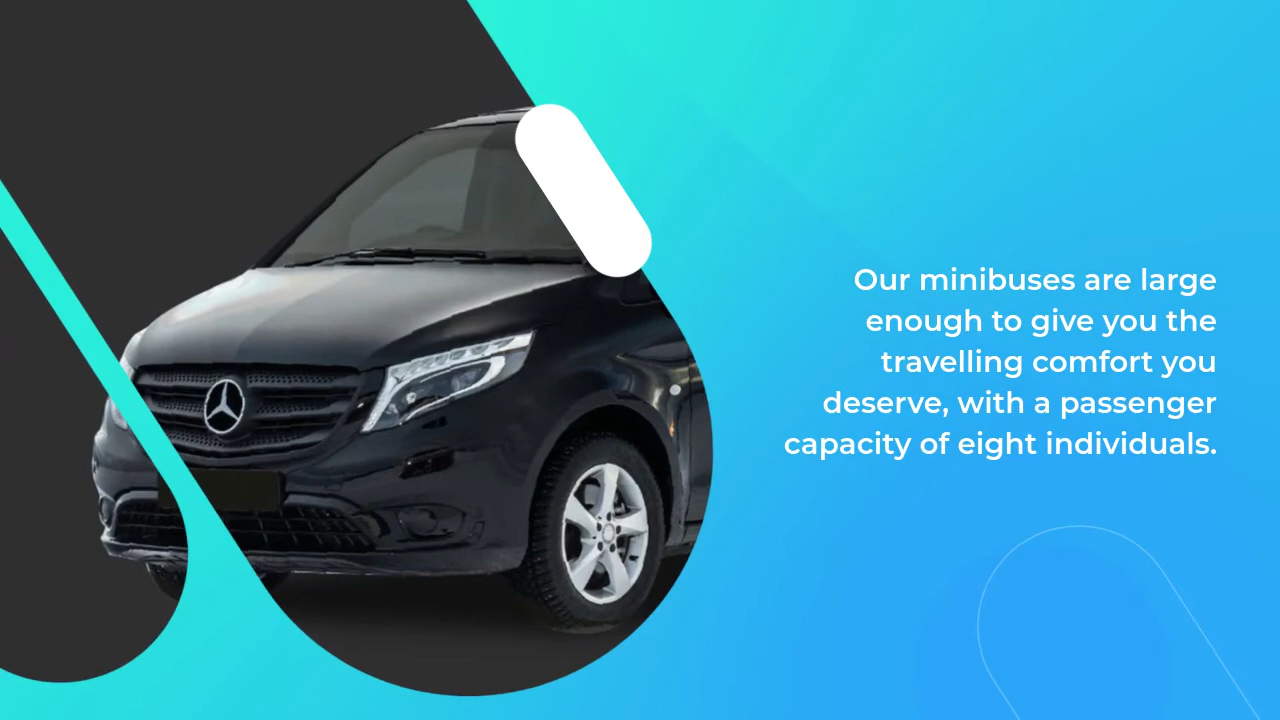 Our minibuses are large
enough to give you the
travelling comfort you
deserve, with a passenger
capacity of eight individuals.